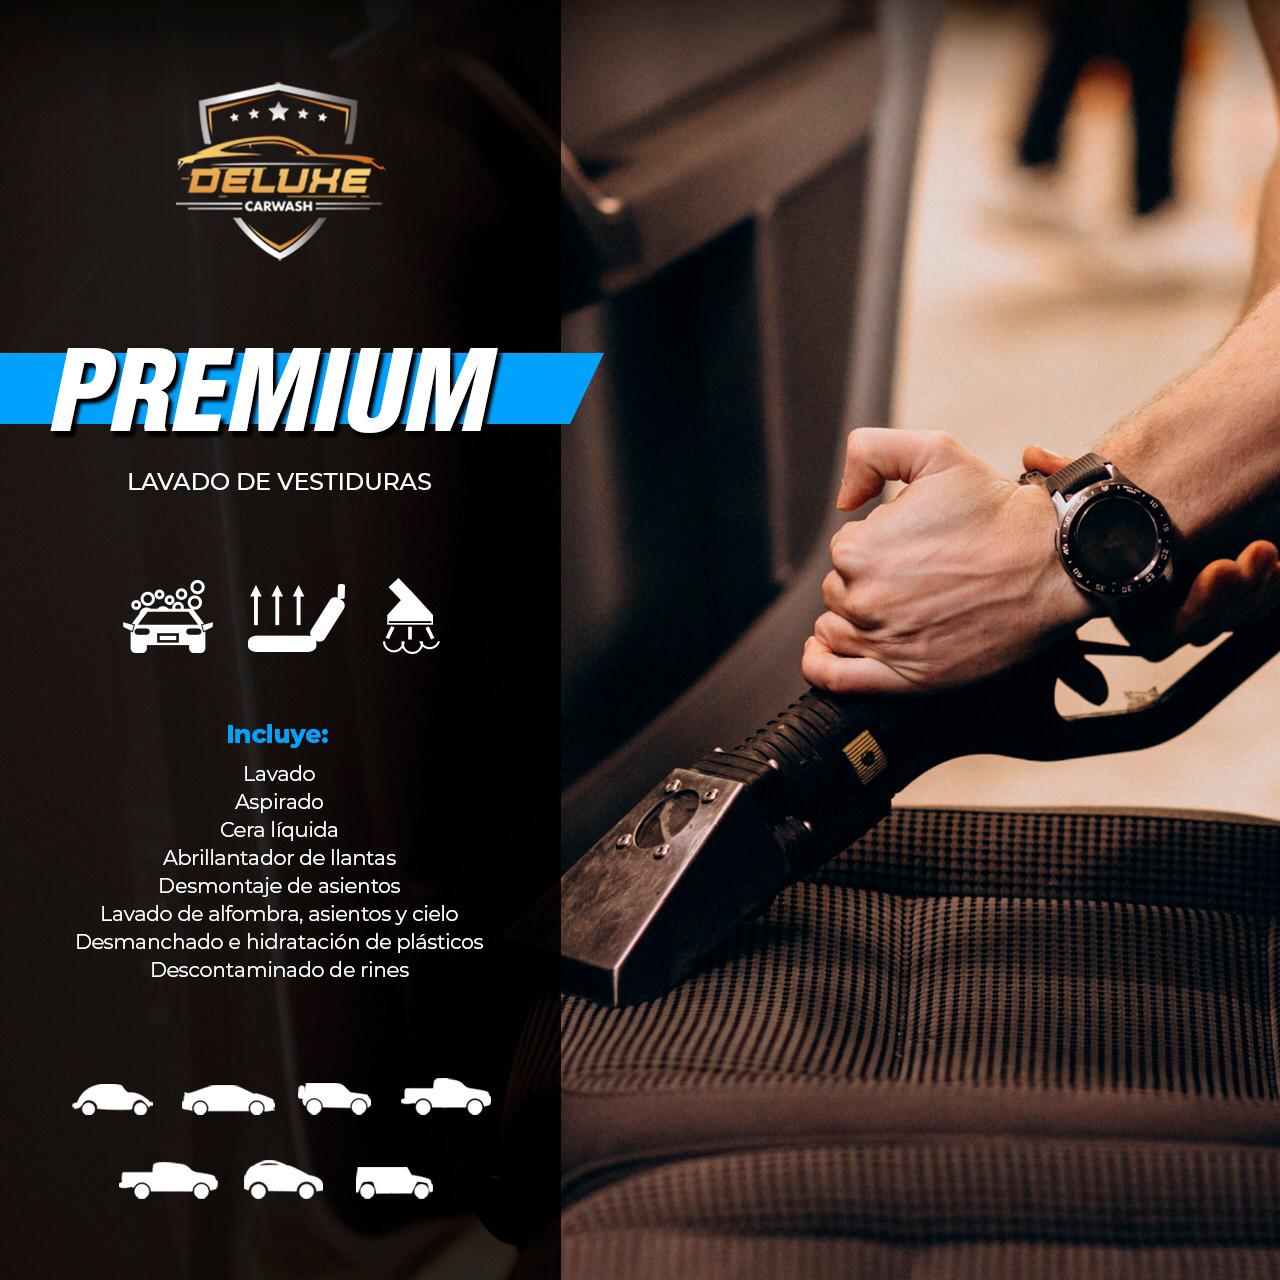 DELUXE
CARWASH
PREMIUM
LAVADO DE VESTIDURAS
Incluye:
Lavado
Aspirado
Cera líquida
Abrillantador de llantas
Desmontaje de asientos
Lavado de alfombra, asientos y cielo
Desmanchado e hidratación de plásticos
Descontaminado de rines